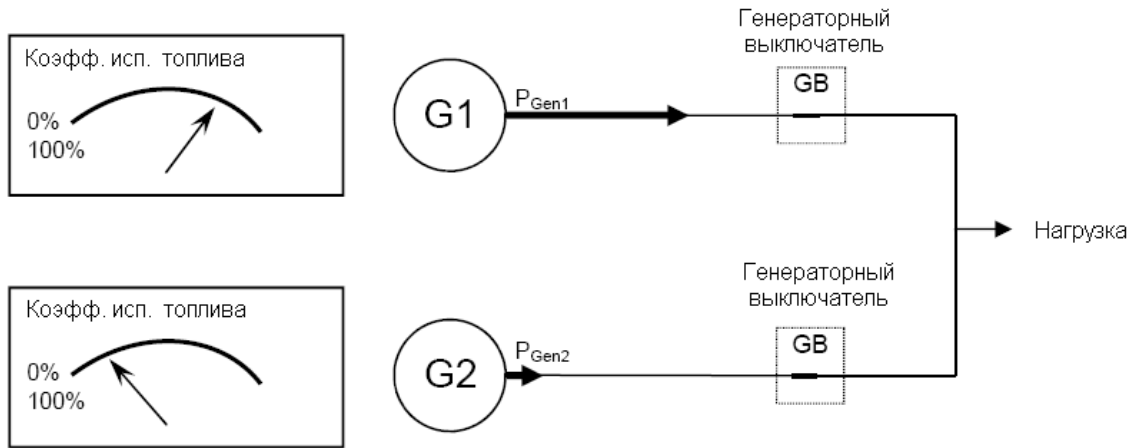 Коэфф. исп. топлива
0%
100%
G1
PGen1
Генераторный
выключатель
GB
Нагрузка
Коэфф. исп. топлива
0%
100%
G2
PGen2
Генераторный
выключатель
GB